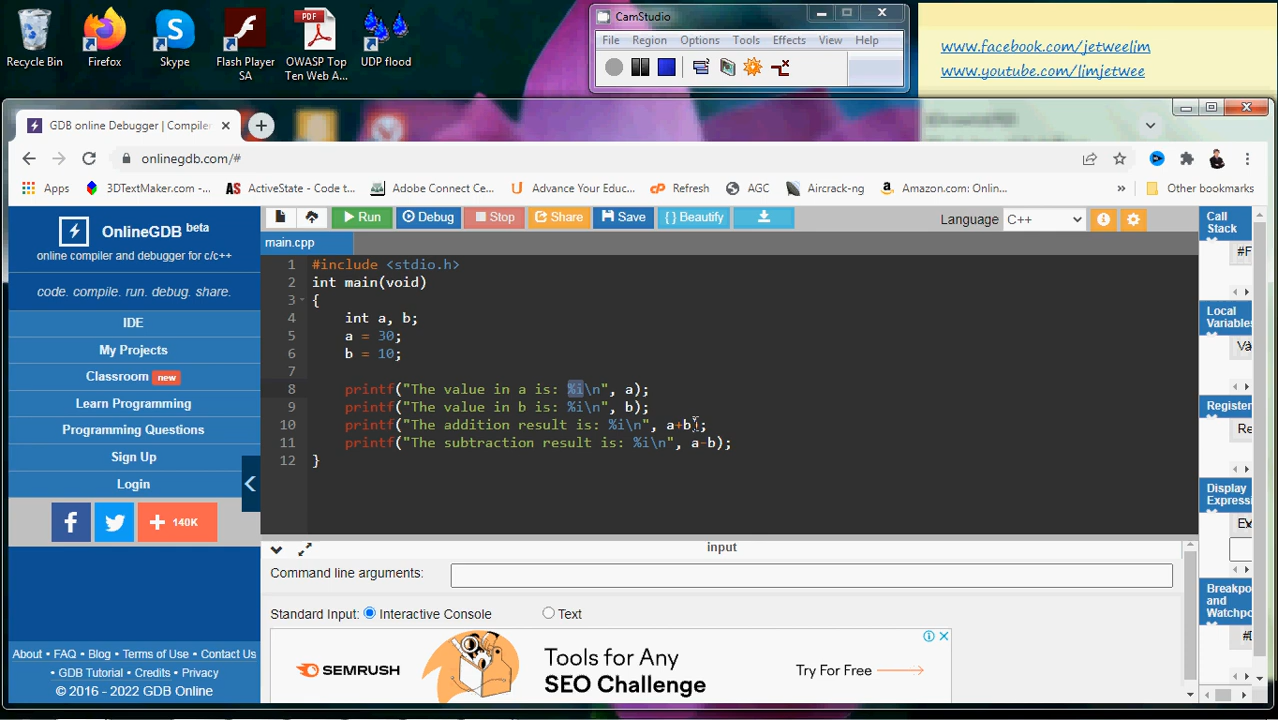 Recycle Bin
Firefox
Skype
Flash Player SA
OWASP Top Ten Web A...
UDP flood
CamStudio
File Region Options Tools Effects View Help
www.facebook.com/jetweelim
www.youtube.com/limjetwee
GDB online Debugger | Compiler
onlinegdb.com/#
Apps 3DTextMaker.com -... ActiveState - Code t... Adobe Connect Ce... Advance Your Educ... Refresh AGC Aircrack-ng Amazon.com: Onlin... » Other bookmarks
OnlineGDB beta
online compiler and debugger for c/c++
code. compile. run. debug. share.
IDE
My Projects
Classroom new
Learn Programming
Programming Questions
Sign Up
Login
140K
About • FAQ • Blog • Terms of Use • Contact Us
• GDB Tutorial • Credits • Privacy
© 2016 - 2022 GDB Online
Run Debug Stop Share Save { } Beautify
Language C++
main.cpp
1 #include <stdio.h>
2 int main(void)
3 {
4 int a, b;
5 a = 30;
6 b = 10;
7
8 printf("The value in a is: %i\n", a);
9 printf("The value in b is: %i\n", b);
10 printf("The addition result is: %i\n", a+b);
11 printf("The subtraction result is: %i\n", a-b);
12 }
input
Command line arguments:
Standard Input: Interactive Console Text
SEMRUSH
Tools for Any
SEO Challenge
Try For Free
Call
Stack
#F
Local
Variables
Va
Register
Re
Display
Expressi
Ex
Breakpo
and
Watchpo
#